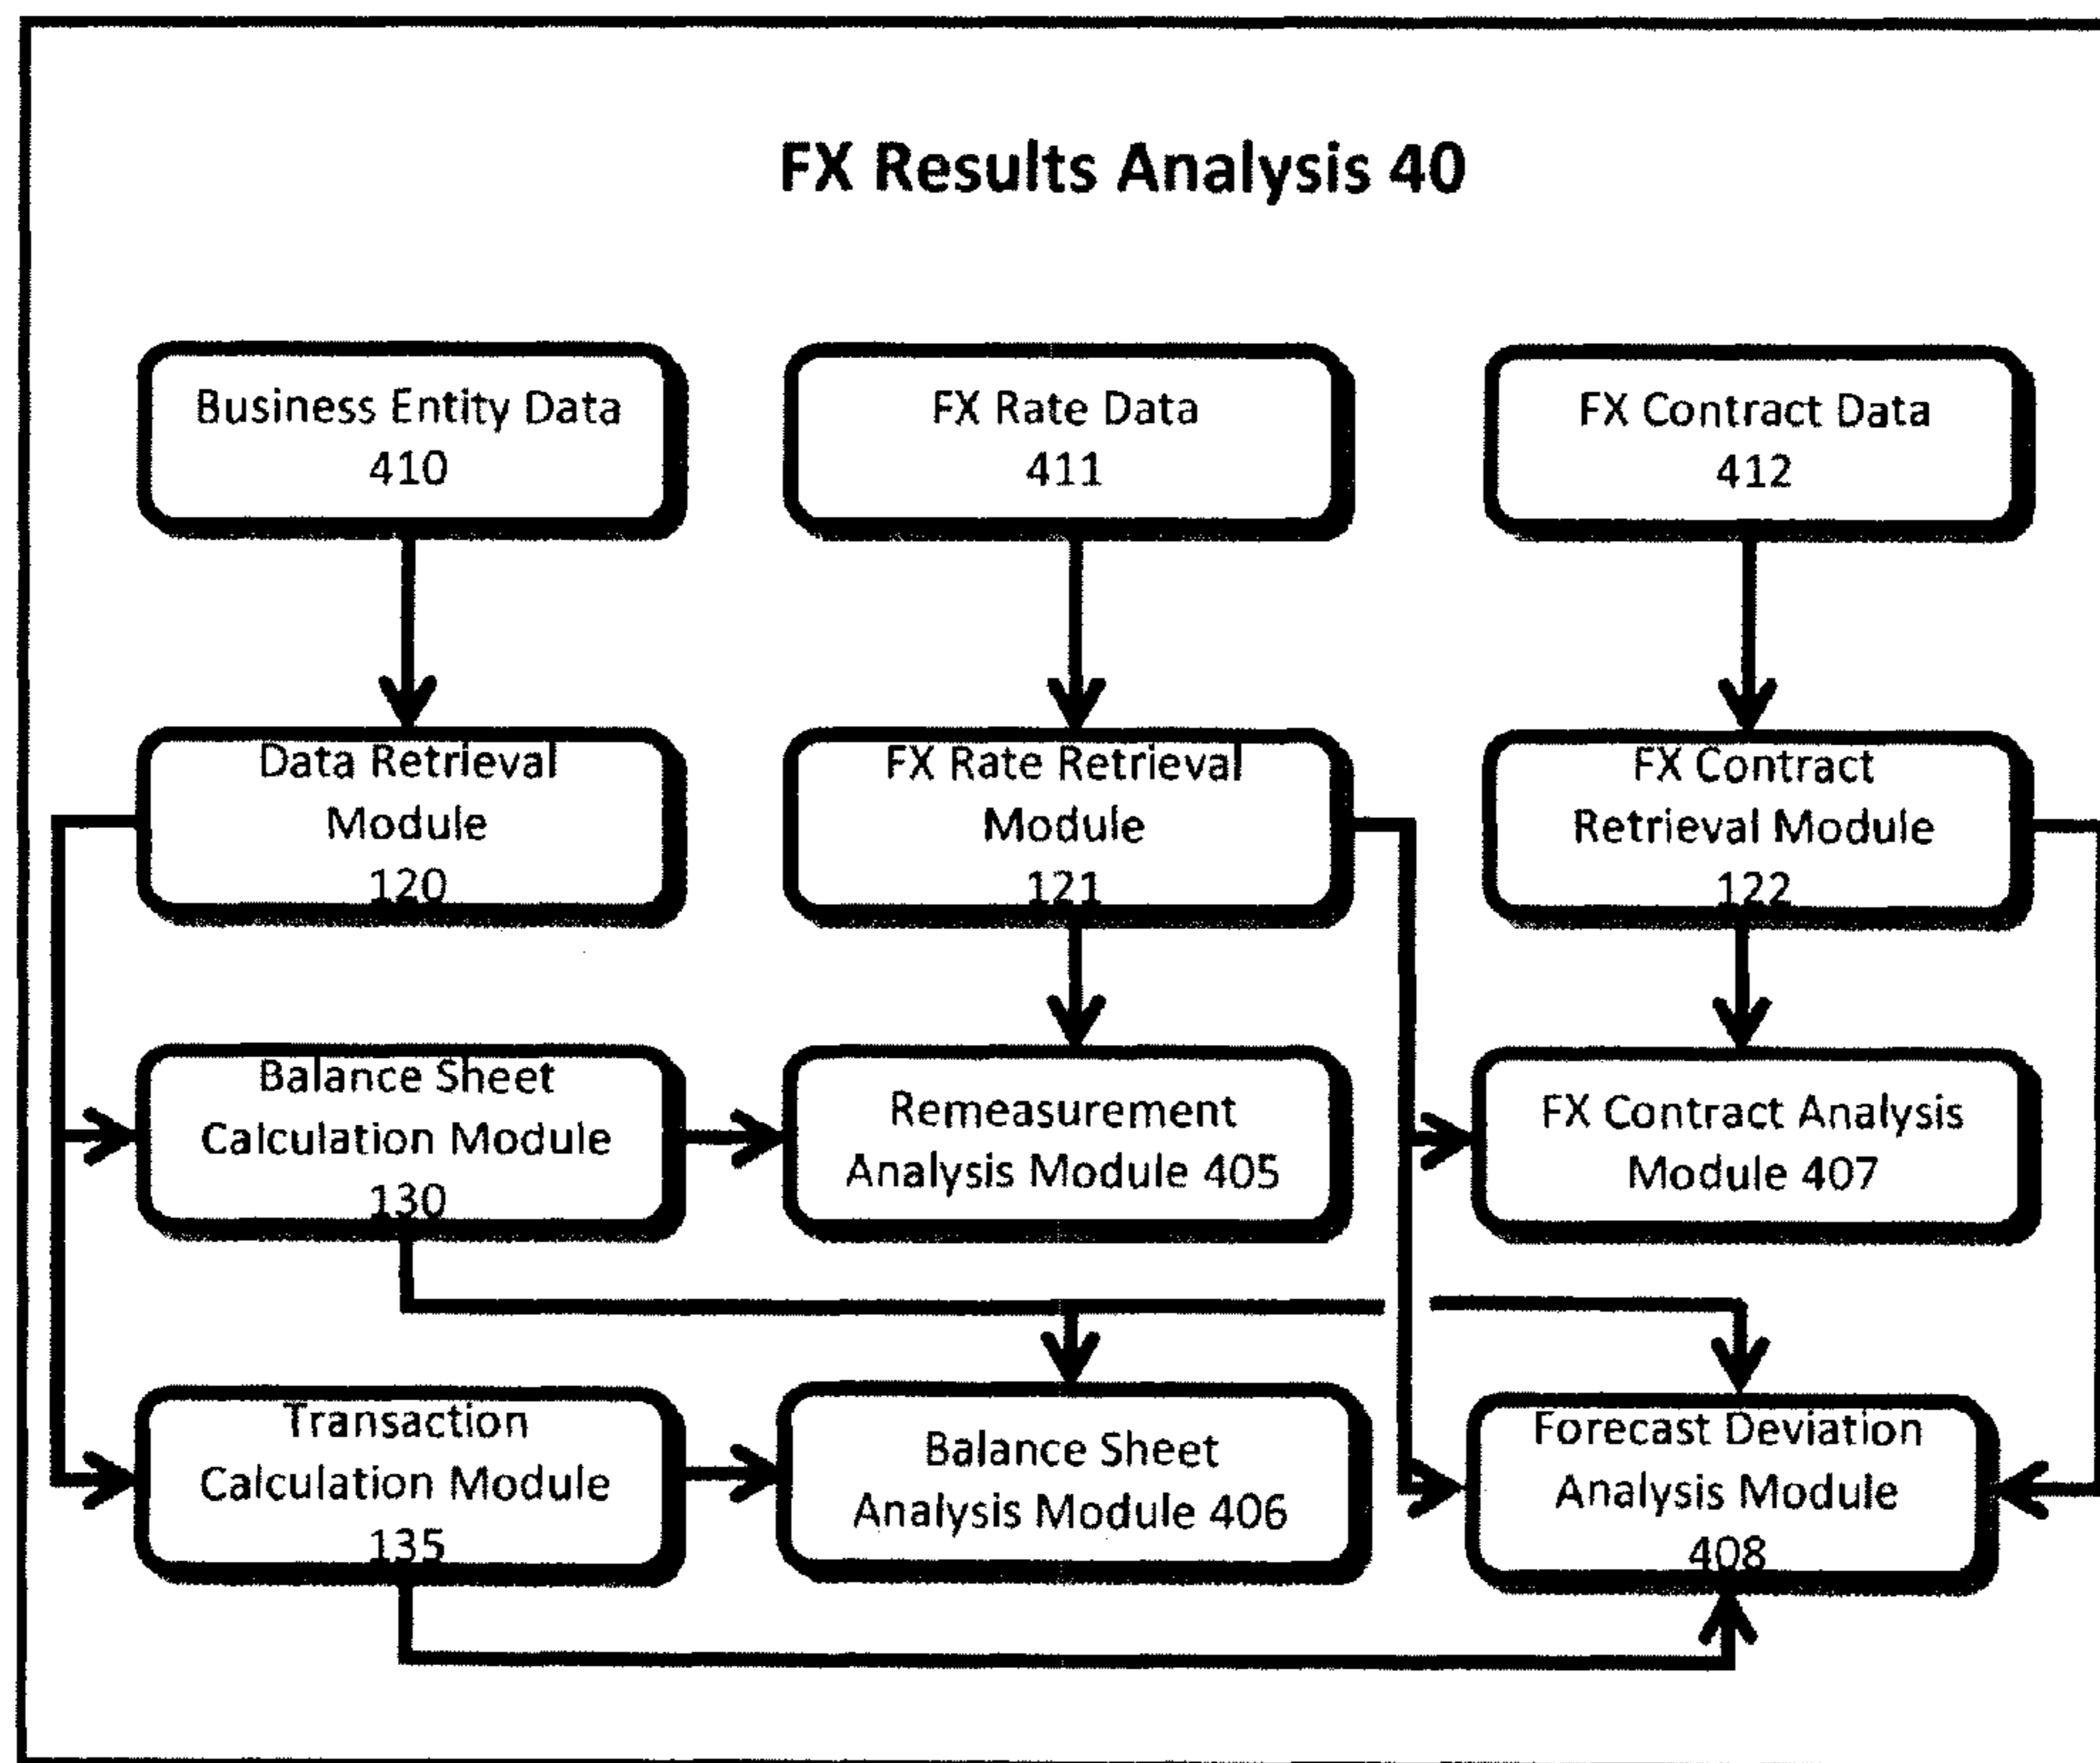 FX Results Analysis 40
Business Entity Data
410
FX Rate Data
411
FX Contract Data
412
Data Retrieval
Module
120
FX Rate Retrieval
Module
121
FX Contract
Retrieval Module
122
Balance Sheet
Calculation Module
130
Remeasurement
Analysis Module 405
FX Contract Analysis
Module 407
Transaction
Calculation Module
135
Balance Sheet
Analysis Module 406
Forecast Deviation
Analysis Module
408